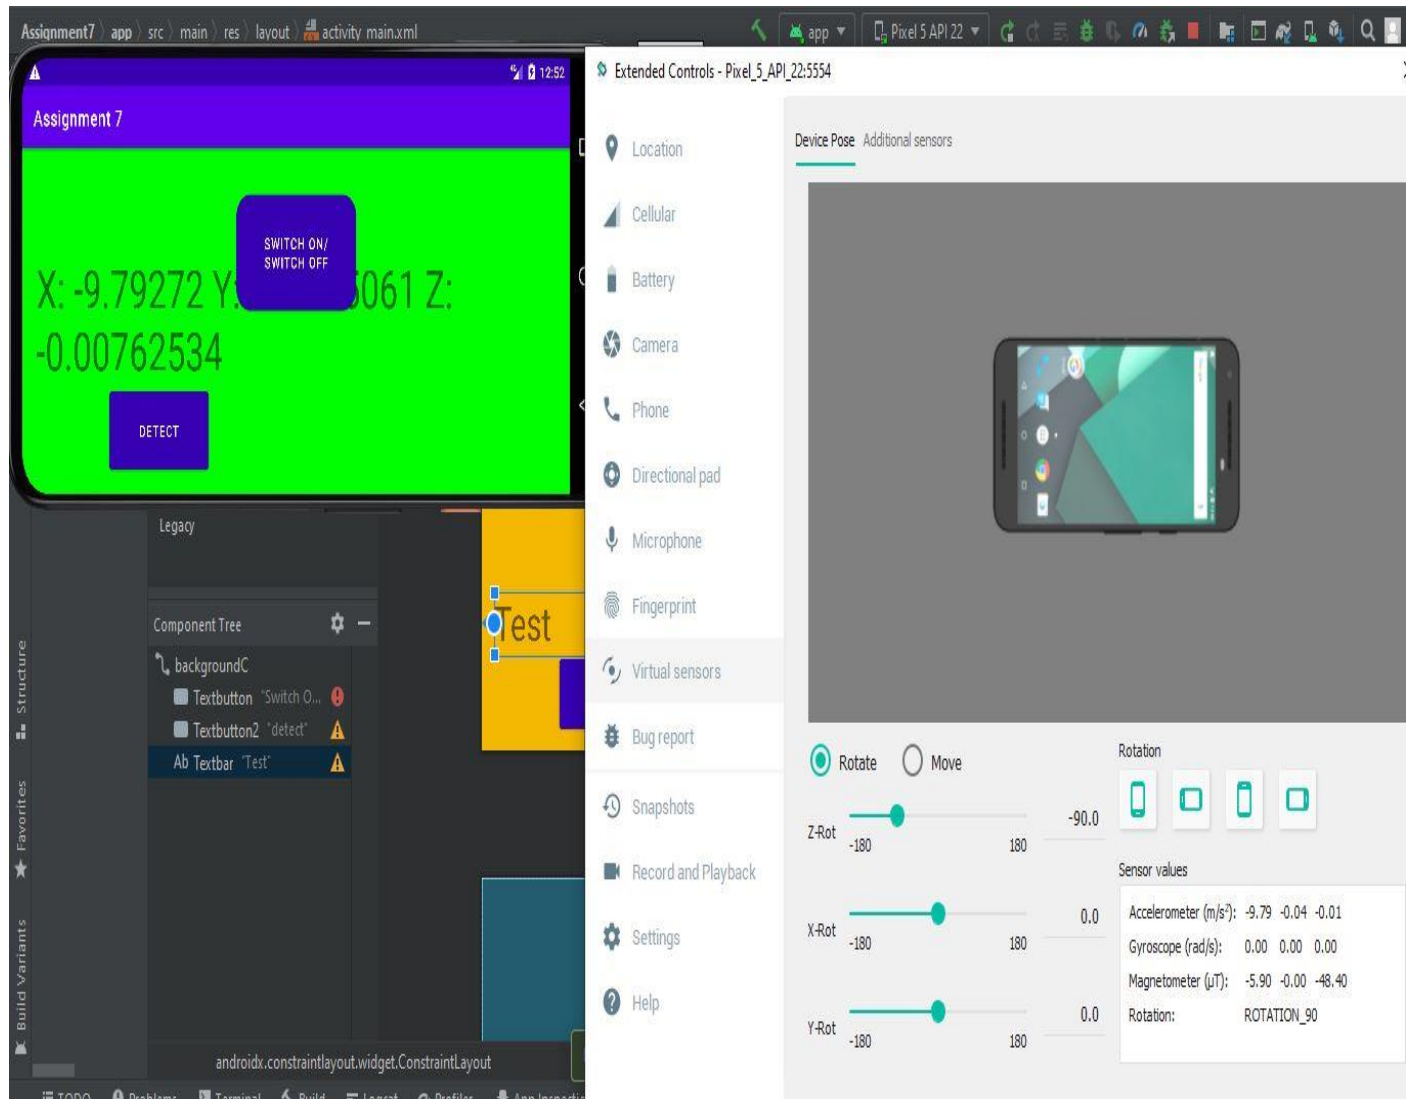 Assignment7 app src main res layout activity main.xml
app Pixel 5 API 22
12:52
Assignment 7
SWITCH ON/
SWITCH OFF
X: -9.79272 Y: 5061 Z:
-0.00762534
DETECT
Legacy
Component Tree
backgroundC
Textbutton "Switch O...
Textbutton2 "detect"
Ab Textbar "Test"
Test
Structure
Favorites
Build Variants
androidx.constraintlayout.widget.ConstraintLayout
TODO Problems Terminal Build Logcat Profiler App Inspectio
Extended Controls - Pixel_5_API_22:5554
Location
Cellular
Battery
Camera
Phone
Directional pad
Microphone
Fingerprint
Virtual sensors
Bug report
Snapshots
Record and Playback
Settings
Help
Device Pose Additional sensors
Rotate Move
Z-Rot -90.0
-180 180
X-Rot 0.0
-180 180
Y-Rot 0.0
-180 180
Rotation
Sensor values
Accelerometer (m/s²): -9.79 -0.04 -0.01
Gyroscope (rad/s): 0.00 0.00 0.00
Magnetometer (μT): -5.90 -0.00 -48.40
Rotation: ROTATION_90